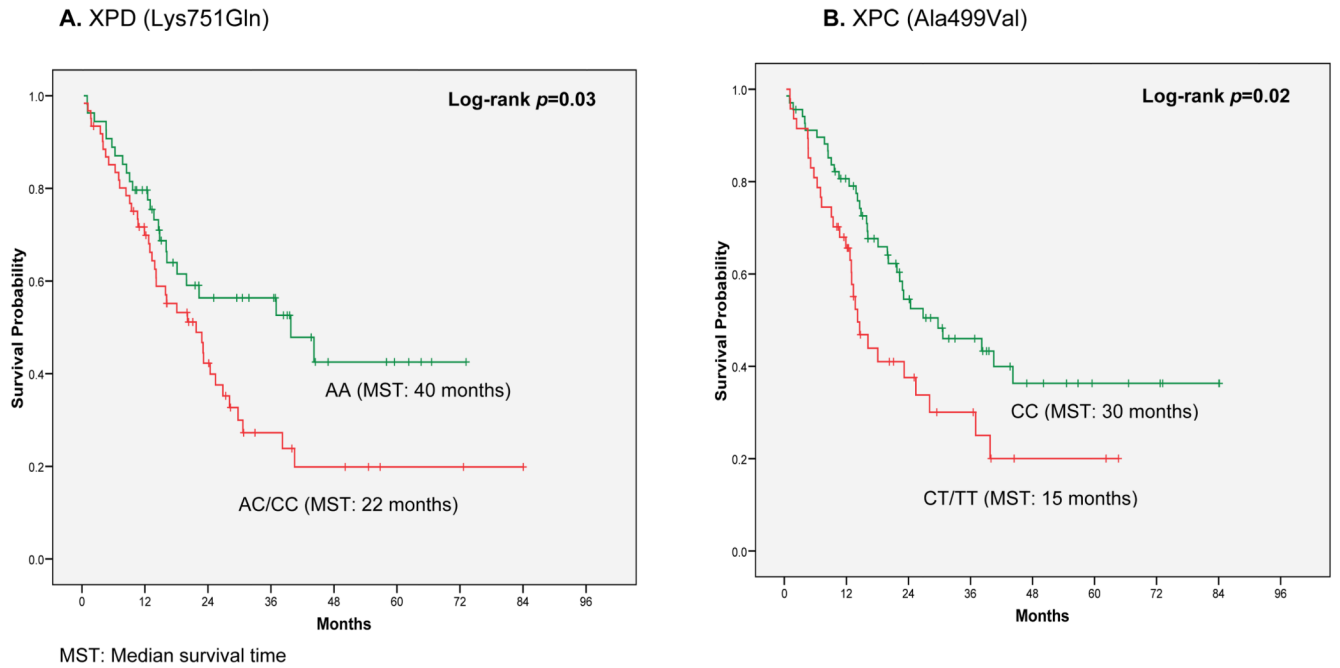 A. XPD (Lys751Gln)
Log-rank p=0.03
1.0
0.8
0.6
0.4
0.2
0.0
Survival Probability
AA (MST: 40 months)
AC/CC (MST: 22 months)
0 12 24 36 48 60 72 84 96
Months
B. XPC (Ala499Val)
Log-rank p=0.02
1.0
0.8
0.6
0.4
0.2
0.0
Survival Probability
CC (MST: 30 months)
CT/TT (MST: 15 months)
0 12 24 36 48 60 72 84 96
Months
MST: Median survival time